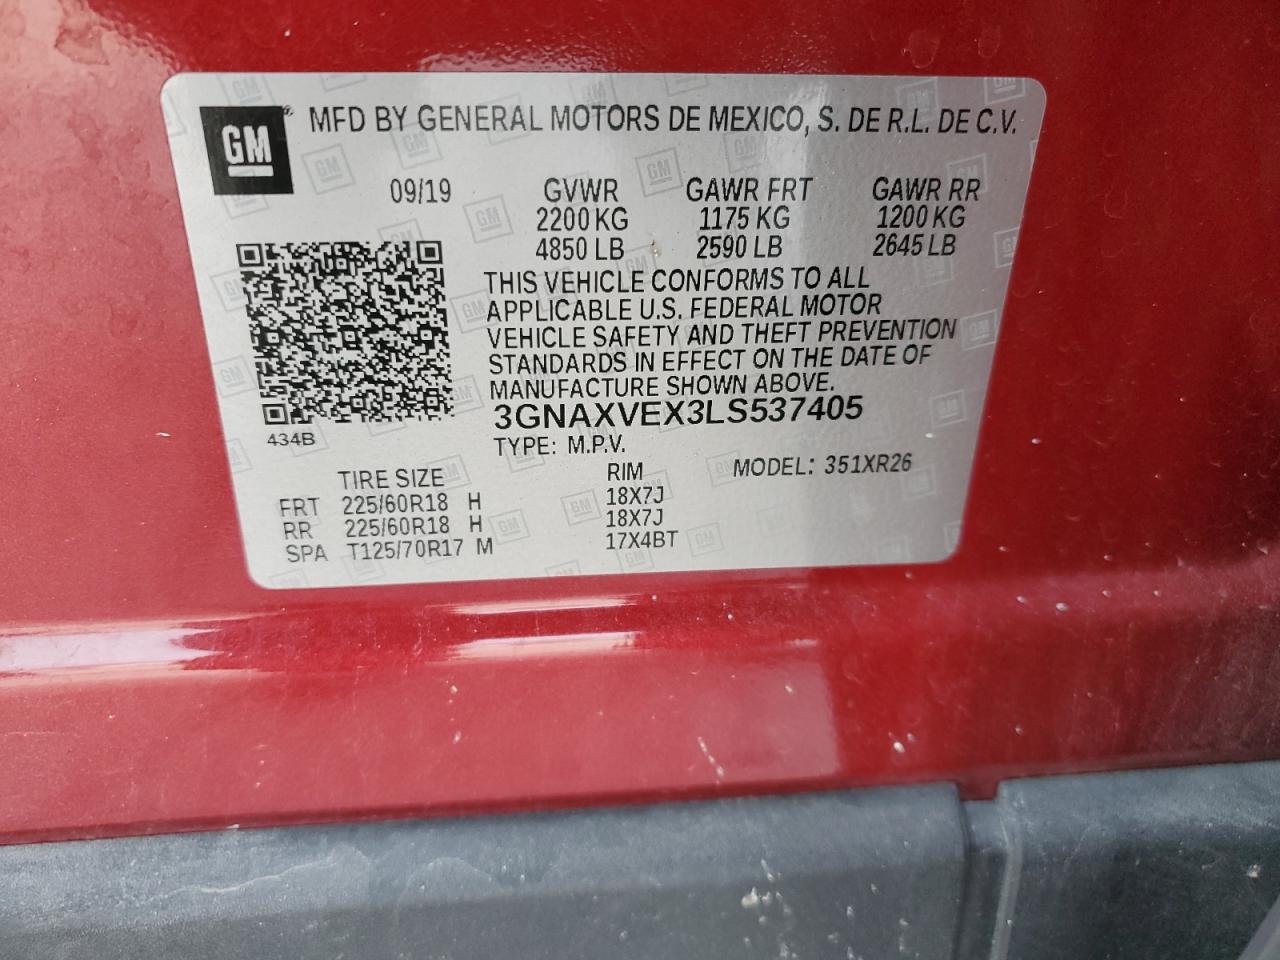 GM ® MFD BY GENERAL MOTORS DE MEXICO, S. DE R.L. DE C.V.
09/19 GVWR GAWR FRT GAWR RR
2200 KG 1175 KG 1200 KG
4850 LB 2590 LB 2645 LB
THIS VEHICLE CONFORMS TO ALL
APPLICABLE U.S. FEDERAL MOTOR
VEHICLE SAFETY AND THEFT PREVENTION
STANDARDS IN EFFECT ON THE DATE OF
MANUFACTURE SHOWN ABOVE.
3GNAXVEX3LS537405
434B
TYPE: M.P.V.
TIRE SIZE RIM MODEL: 351XR26
FRT 225/60R18 H 18X7J
RR 225/60R18 H 18X7J
SPA T125/70R17 M 17X4BT